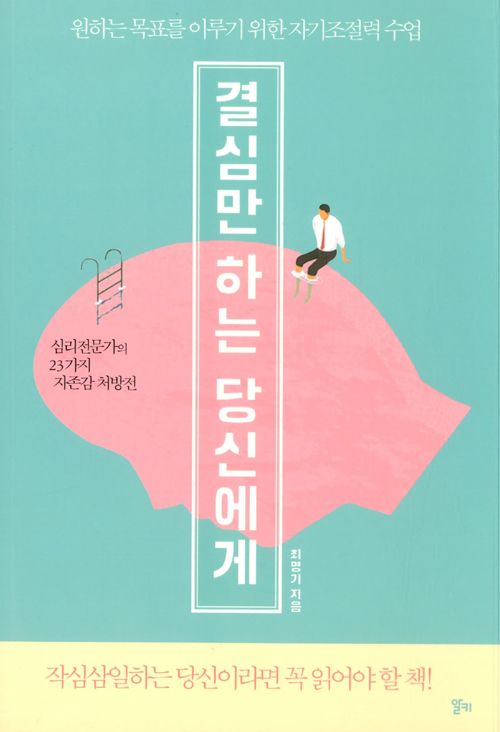 원하는 목표를 이루기 위한 자기조절력 수업
결심만 하는 당신에게
심리전문가의
23가지
자존감 처방전
최명기 지음
작심삼일하는 당신이라면 꼭 읽어야 할 책!
알키